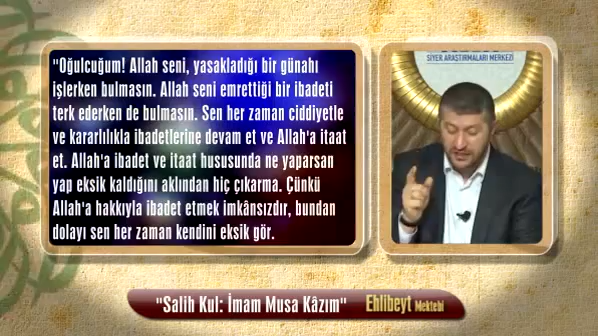 "Oğulcuğum! Allah seni, yasakladığı bir günahı
işlerken bulmasın. Allah seni emrettiği bir ibadeti
terk ederken de bulmasın. Sen her zaman ciddiyetle
ve kararlılıkla ibadetlerine devam et ve Allah'a itaat
et. Allah'a ibadet ve itaat hususunda ne yaparsan
yap eksik kaldığını aklından hiç çıkarma. Çünkü
Allah'a hakkıyla ibadet etmek imkânsızdır, bundan
dolayı sen her zaman kendini eksik gör.
SİYER ARAŞTIRMALARI MERKEZİ
"Salih Kul: İmam Musa Kâzım" Ehlibeyt Mektebi